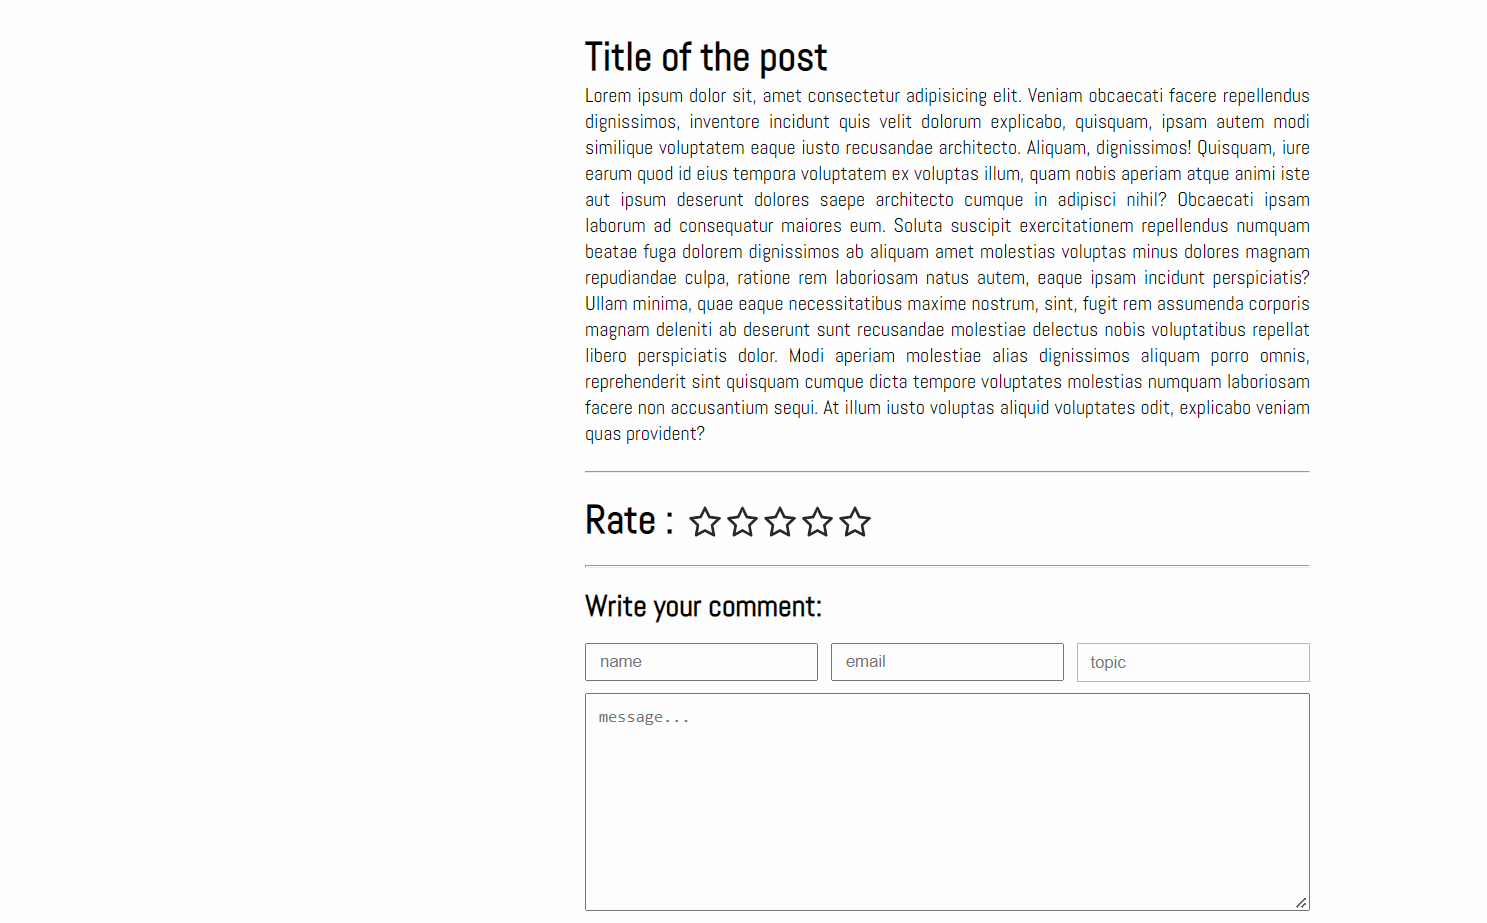 Title of the post
Lorem ipsum dolor sit, amet consectetur adipisicing elit. Veniam obcaecati facere repellendus
dignissimos, inventore incidunt quis velit dolorum explicabo, quisquam, ipsam autem modi
similique voluptatem eaque iusto recusandae architecto. Aliquam, dignissimos! Quisquam, iure
earum quod id eius tempora voluptatem ex voluptas illum, quam nobis aperiam atque animi iste
aut ipsum deserunt dolores saepe architecto cumque in adipisci nihil? Obcaecati ipsam
laborum ad consequatur maiores eum. Soluta suscipit exercitationem repellendus numquam
beatae fuga dolorem dignissimos ab aliquam amet molestias voluptas minus dolores magnam
repudiandae culpa, ratione rem laboriosam natus autem, eaque ipsam incidunt perspiciatis?
Ullam minima, quae eaque necessitatibus maxime nostrum, sint, fugit rem assumenda corporis
magnam deleniti ab deserunt sunt recusandae molestiae delectus nobis voluptatibus repellat
libero perspiciatis dolor. Modi aperiam molestiae alias dignissimos aliquam porro omnis,
reprehenderit sint quisquam cumque dicta tempore voluptates molestias numquam laboriosam
facere non accusantium sequi. At illum iusto voluptas aliquid voluptates odit, explicabo veniam
quas provident?
Rate :
Write your comment:
name email topic
message...